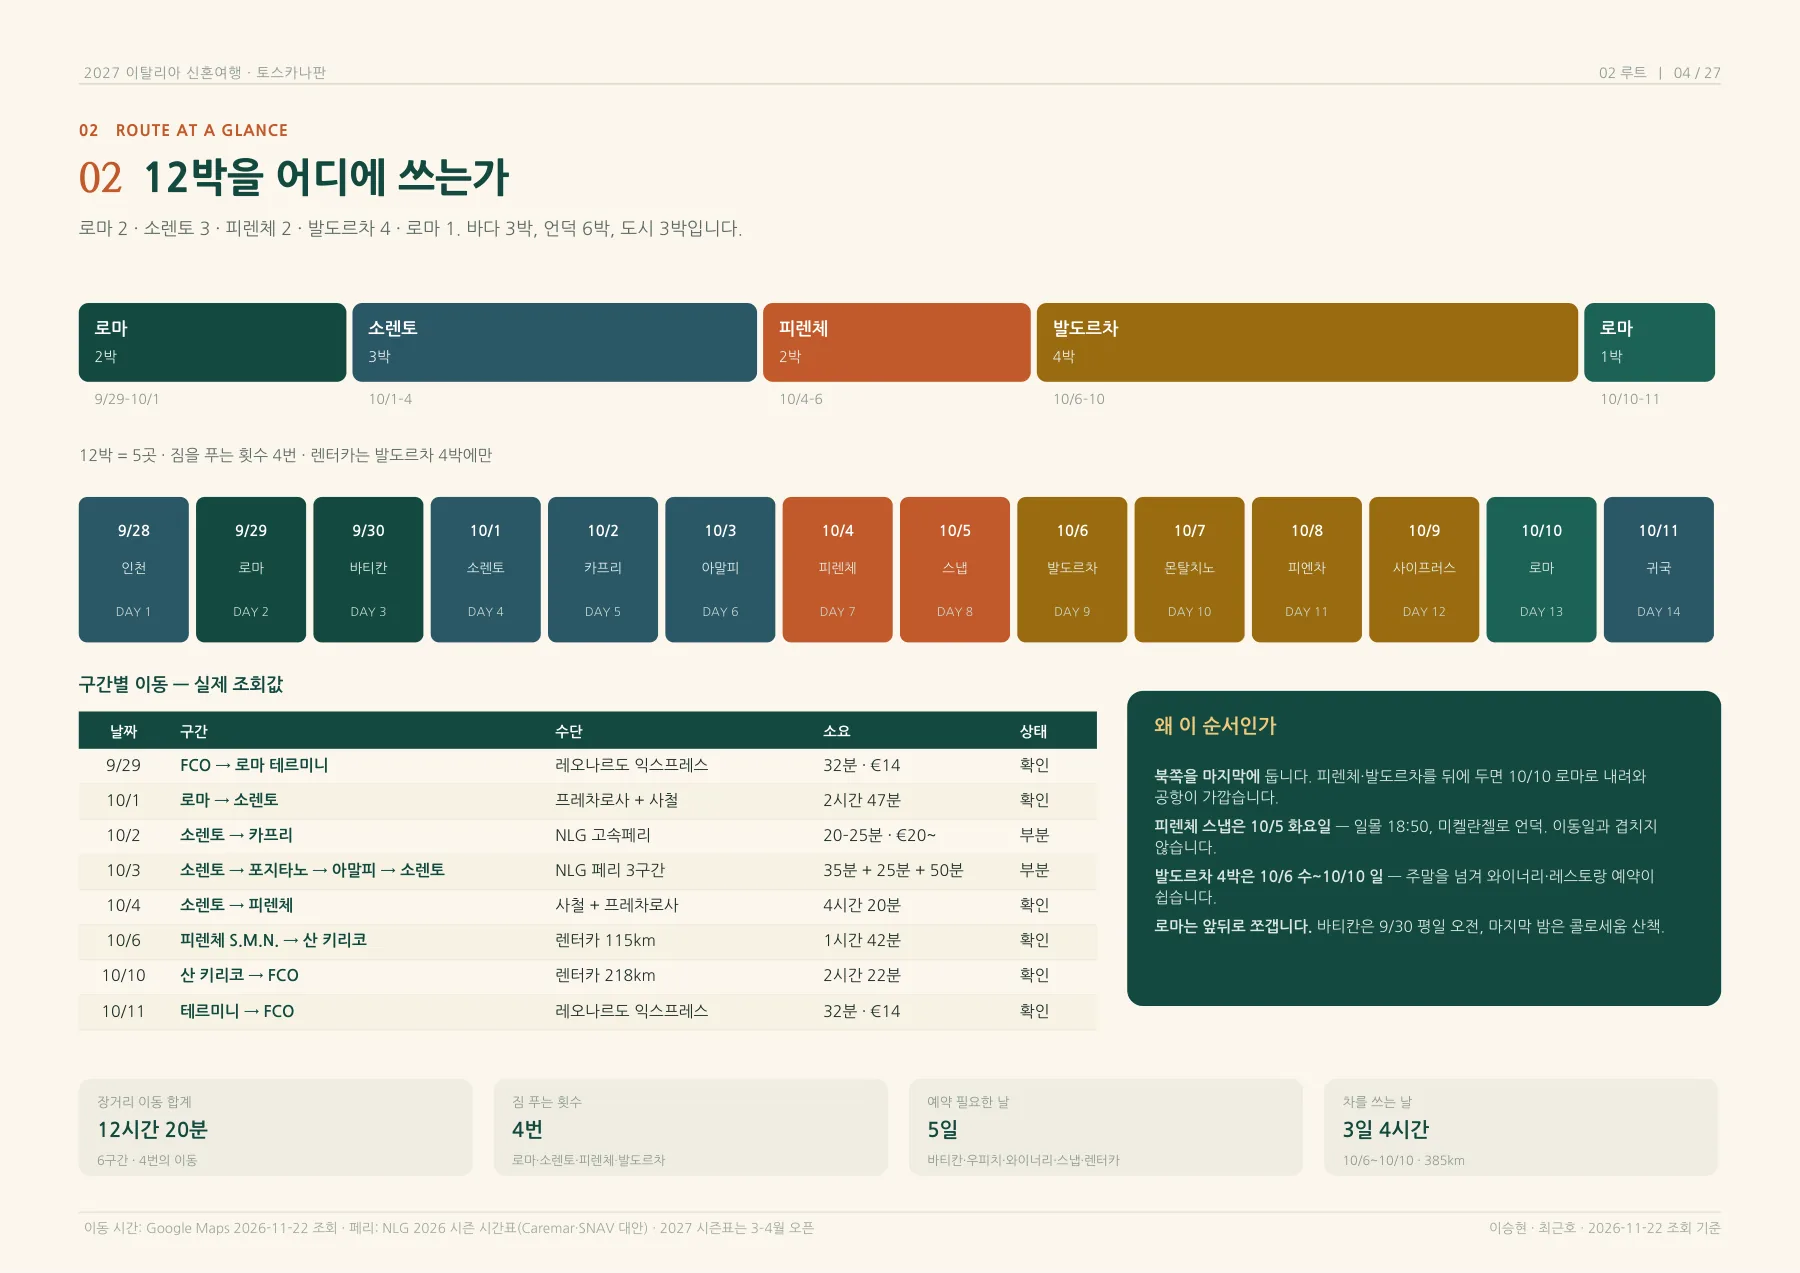 2027 이탈리아 신혼여행 · 토스카나판
02 루트 | 04 / 27
02 ROUTE AT A GLANCE
02 12박을 어디에 쓰는가
로마 2 · 소렌토 3 · 피렌체 2 · 발도르차 4 · 로마 1. 바다 3박, 언덕 6박, 도시 3박입니다.
로마 소렌토 피렌체 발도르차 로마
2박 3박 2박 4박 1박
9/29-10/1 10/1-4 10/4-6 10/6-10 10/10-11
12박 = 5곳 · 짐을 푸는 횟수 4번 · 렌터카는 발도르차 4박에만
9/28 9/29 9/30 10/1 10/2 10/3 10/4 10/5 10/6 10/7 10/8 10/9 10/10 10/11
인천 로마 바티칸 소렌토 카프리 아말피 피렌체 스냅 발도르차 몬탈치노 피엔차 사이프러스 로마 귀국
DAY 1 DAY 2 DAY 3 DAY 4 DAY 5 DAY 6 DAY 7 DAY 8 DAY 9 DAY 10 DAY 11 DAY 12 DAY 13 DAY 14
구간별 이동 — 실제 조회값
날짜 구간 수단 소요 상태
9/29 FCO → 로마 테르미니 레오나르도 익스프레스 32분 · €14 확인
10/1 로마 → 소렌토 프레차로사 + 사철 2시간 47분 확인
10/2 소렌토 → 카프리 NLG 고속페리 20-25분 · €20~ 부분
10/3 소렌토 → 포지타노 → 아말피 → 소렌토 NLG 페리 3구간 35분 + 25분 + 50분 부분
10/4 소렌토 → 피렌체 사철 + 프레차로사 4시간 20분 확인
10/6 피렌체 S.M.N. → 산 키리코 렌터카 115km 1시간 42분 확인
10/10 산 키리코 → FCO 렌터카 218km 2시간 22분 확인
10/11 테르미니 → FCO 레오나르도 익스프레스 32분 · €14 확인
왜 이 순서인가
북쪽을 마지막에 둡니다. 피렌체·발도르차를 뒤에 두면 10/10 로마로 내려와
공항이 가깝습니다.
피렌체 스냅은 10/5 화요일 — 일몰 18:50, 미켈란젤로 언덕. 이동일과 겹치지
않습니다.
발도르차 4박은 10/6 수~10/10 일 — 주말을 넘겨 와이너리·레스토랑 예약이
쉽습니다.
로마는 앞뒤로 쪼갭니다. 바티칸은 9/30 평일 오전, 마지막 밤은 콜로세움 산책.
장거리 이동 합계
12시간 20분
6구간 · 4번의 이동
짐 푸는 횟수
4번
로마·소렌토·피렌체·발도르차
예약 필요한 날
5일
바티칸·우피치·와이너리·스냅·렌터카
차를 쓰는 날
3일 4시간
10/6~10/10 · 385km
이동 시간: Google Maps 2026-11-22 조회 · 페리: NLG 2026 시즌 시간표(Caremar·SNAV 대안) · 2027 시즌표는 3-4월 오픈
이승현 · 최근호 · 2026-11-22 조회 기준